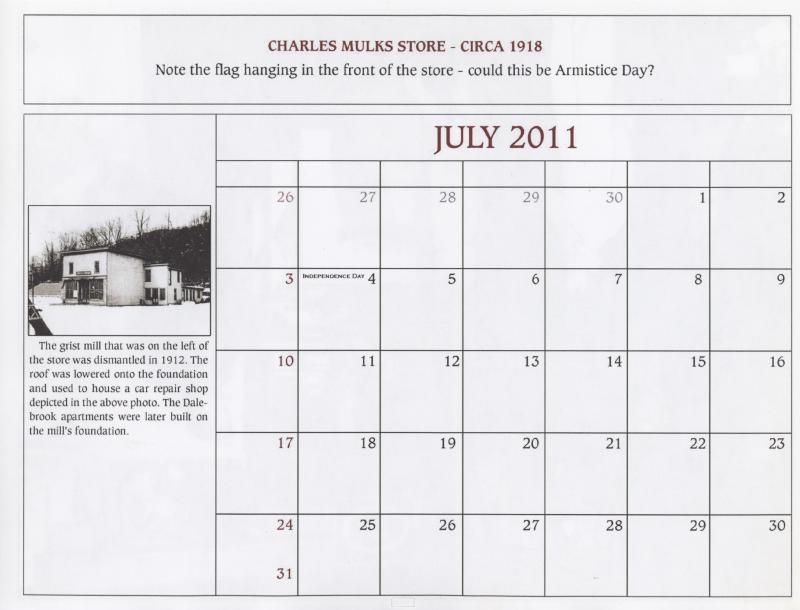 CHARLES MULKS STORE - CIRCA 1918
Note the flag hanging in the front of the store - could this be Armistice Day?
JULY 2011
26 27 28 29 30 1 2
3 INDEPENDENCE DAY 4 5 6 7 8 9
10 11 12 13 14 15 16
17 18 19 20 21 22 23
24 25 26 27 28 29 30
31
The grist mill that was on the left of
the store was dismantled in 1912. The
roof was lowered onto the foundation
and used to house a car repair shop
depicted in the above photo. The Dale-
brook apartments were later built on
the mill's foundation.